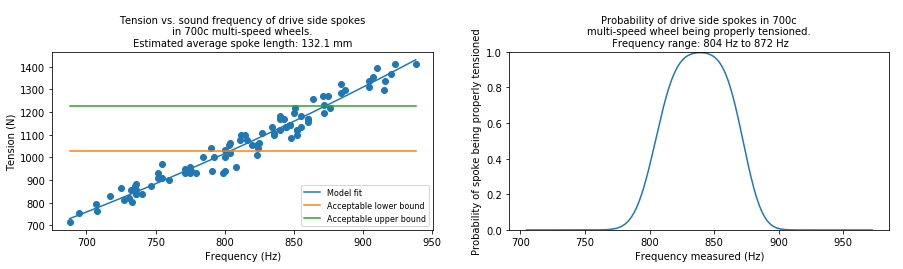 Tension vs. sound frequency of drive side spokes
in 700c multi-speed wheels.
Estimated average spoke length: 132.1 mm
Tension (N)
1400
1300
1200
1100
1000
900
800
700
700 750 800 850 900 950
Frequency (Hz)
Model fit
Acceptable lower bound
Acceptable upper bound
Probability of drive side spokes in 700c
multi-speed wheel being properly tensioned.
Frequency range: 804 Hz to 872 Hz
Probability of spoke being properly tensioned
1.0
0.8
0.6
0.4
0.2
0.0
700 750 800 850 900 950
Frequency measured (Hz)